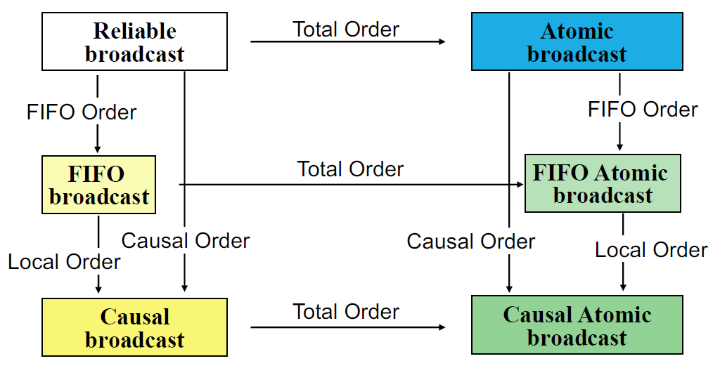 Reliable
broadcast
Total Order
Atomic
broadcast
FIFO Order
FIFO Order
FIFO
broadcast
Total Order
FIFO Atomic
broadcast
Local Order
Causal Order
Causal Order
Local Order
Causal
broadcast
Total Order
Causal Atomic
broadcast